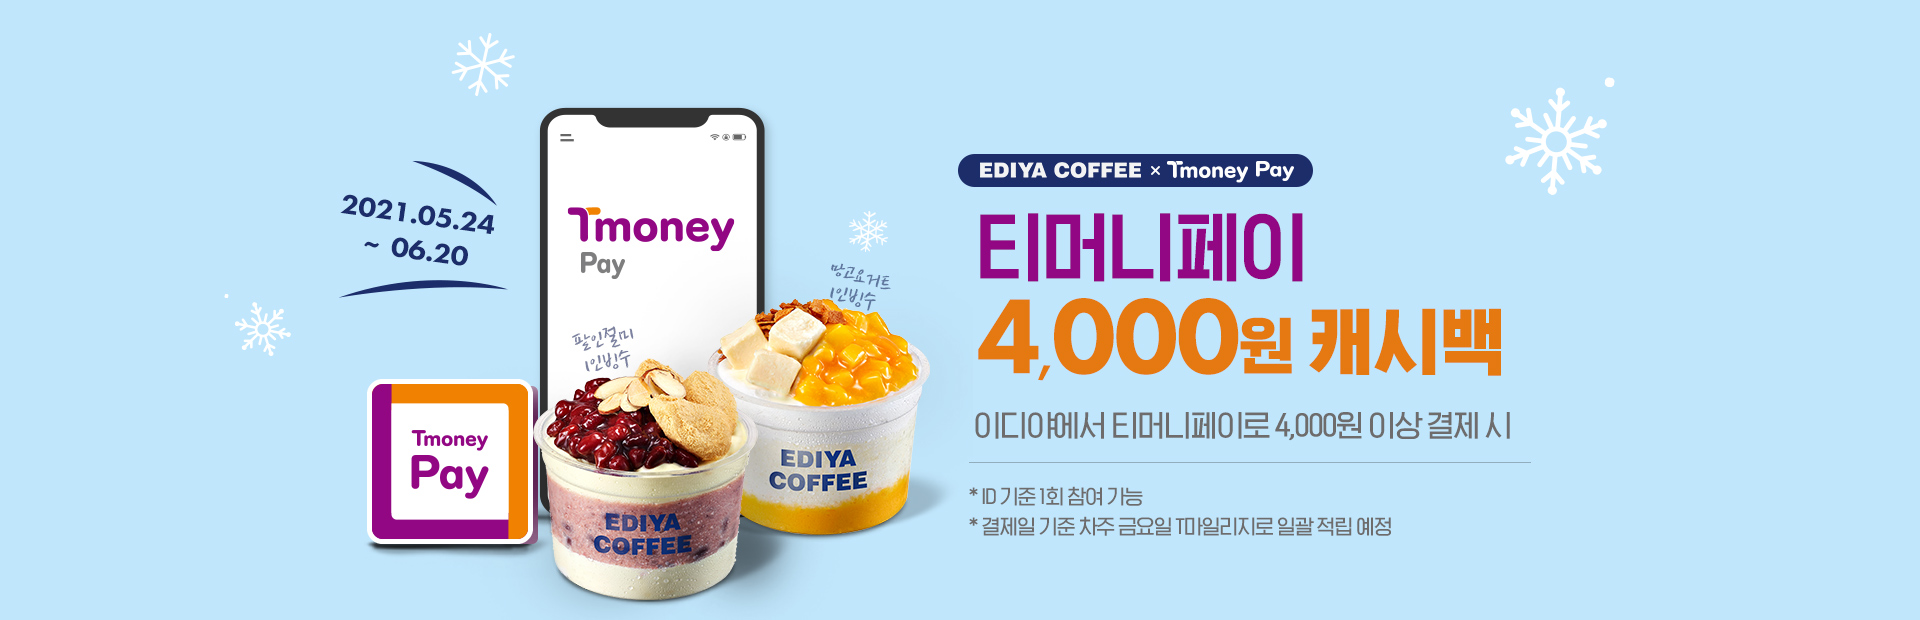 2021.05.24
~ 06.20
Tmoney
Pay
팥인절미
1인빙수
망고요거트
1인빙수
Tmoney
Pay
EDIYA
COFFEE
EDIYA
COFFEE
EDIYA COFFEE × Tmoney Pay
티머니페이
4,000원 캐시백
이디야에서 티머니페이로 4,000원 이상 결제 시
* ID 기준 1회 참여 가능
* 결제일 기준 차주 금요일 T마일리지로 일괄 적립 예정